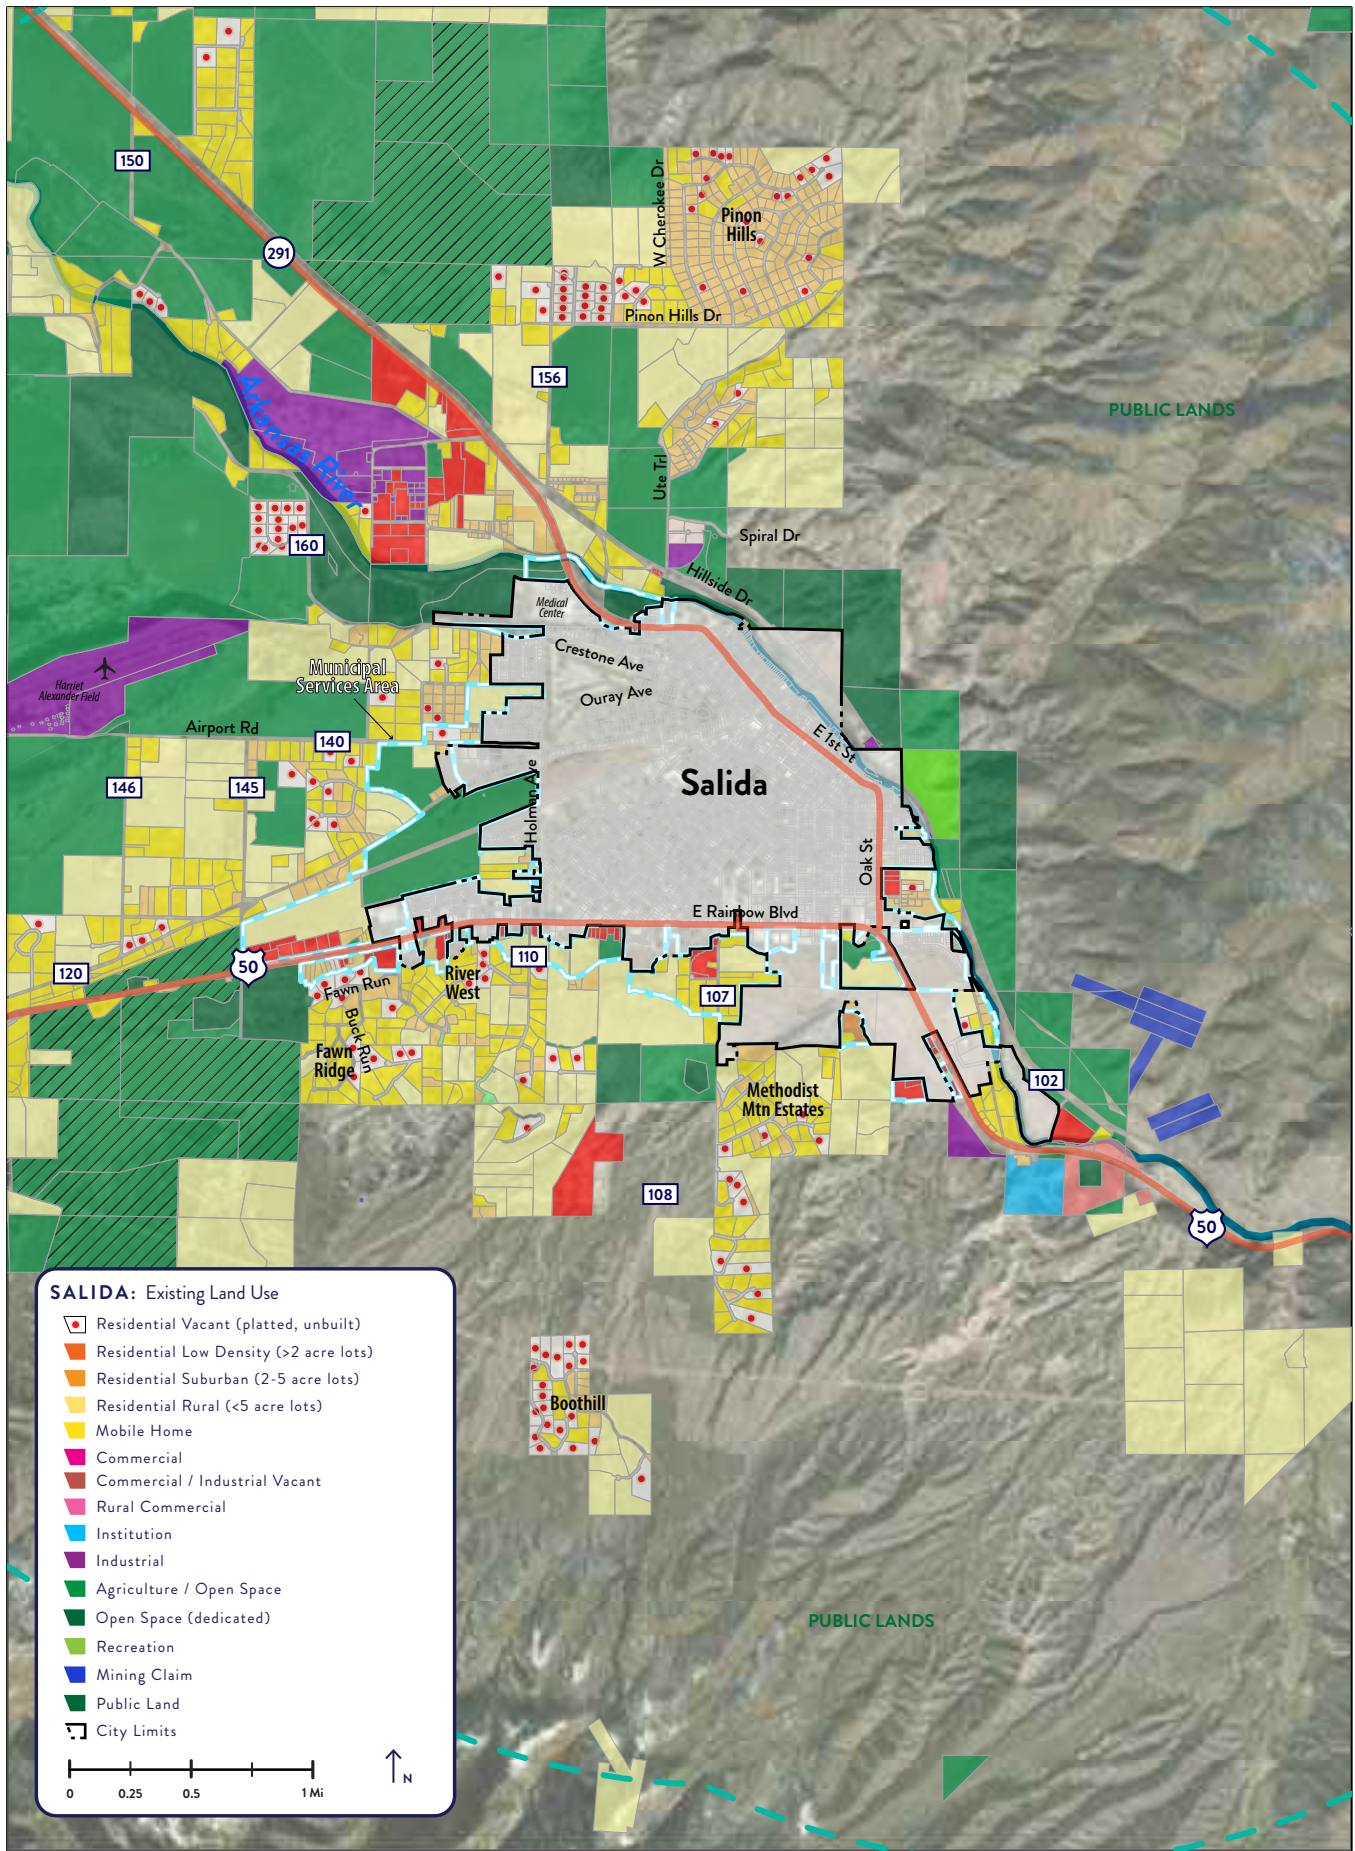 150
291
W Cherokee Dr
Pinon
Hills
Pinon Hills Dr
156
PUBLIC LANDS
Arkansas River
Ute Trl
160
Spiral Dr
Hillside Dr
Medical
Center
Crestone Ave
Ouray Ave
Municipal
Services Area
Harriet
Alexander Field
Airport Rd
140
146
145
E 1st St
Salida
Holman Ave
Oak St
E Rainbow Blvd
120
50
110
River
West
Fawn Run
Buck Run
107
Fawn
Ridge
Methodist
Mtn Estates
102
108
50
Boothill
PUBLIC LANDS
SALIDA: Existing Land Use
Residential Vacant (platted, unbuilt)
Residential Low Density (>2 acre lots)
Residential Suburban (2-5 acre lots)
Residential Rural (<5 acre lots)
Mobile Home
Commercial
Commercial / Industrial Vacant
Rural Commercial
Institution
Industrial
Agriculture / Open Space
Open Space (dedicated)
Recreation
Mining Claim
Public Land
City Limits
0 0.25 0.5 1 Mi
N